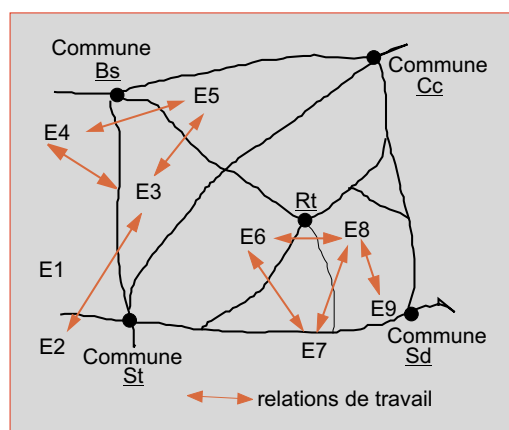 Commune
Bs
Commune
Cc
E5
E4
E3
Rt
E6
E8
E1
E9
E2
Commune
St
E7
Commune
Sd
relations de travail